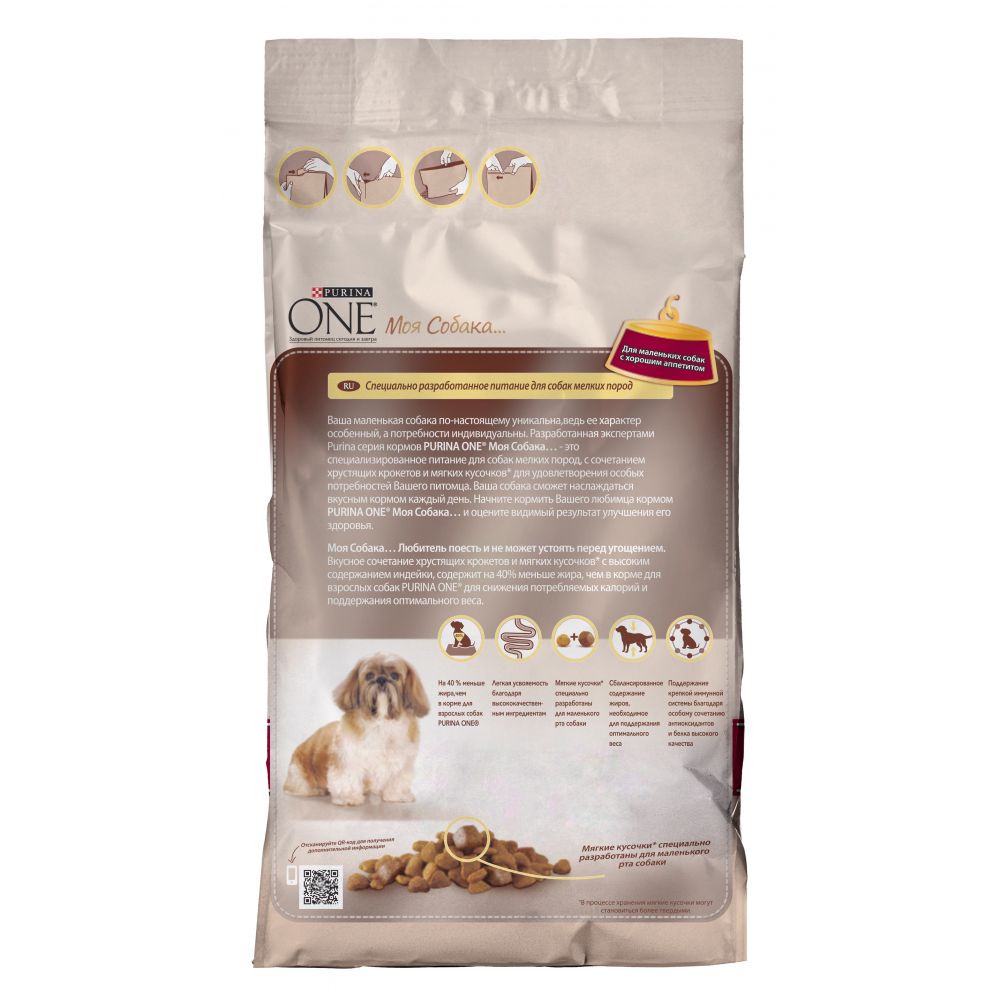 PURINA
ONE®
Здоровый питомец сегодня и завтра
Моя Собака...
Для маленьких собак
с хорошим аппетитом
RU Специально разработанное питание для собак мелких пород
Ваша маленькая собака по-настоящему уникальна,ведь ее характер
особенный, а потребности индивидуальны. Разработанная экспертами
Purina серия кормов PURINA ONE® Моя Собака… - это
специализированное питание для собак мелких пород, с сочетанием
хрустящих крокетов и мягких кусочков* для удовлетворения особых
потребностей Вашего питомца. Ваша собака сможет наслаждаться
вкусным кормом каждый день. Начните кормить Вашего любимца кормом
PURINA ONE® Моя Собака… и оцените видимый результат улучшения его
здоровья.
Моя Собака… Любитель поесть и не может устоять перед угощением.
Вкусное сочетание хрустящих крокетов и мягких кусочков* с высоким
содержанием индейки, содержит на 40% меньше жира, чем в корме для
взрослых собак PURINA ONE® для снижения потребляемых калорий и
поддержания оптимального веса.
На 40 % меньше
жира,чем
в корме для
взрослых собак
PURINA ONE®
Легкая усвояемость
благодаря
высококачествен-
ным ингредиентам
Мягкие кусочки*
специально
разработаны
для маленького
рта собаки
Сбалансированное
содержание
жиров,
необходимое
для поддержания
оптимального
веса
Поддержание
крепкой иммунной
системы благодаря
особому сочетанию
антиоксидантов
и белка высокого
качества
Отсканируйте QR-код для получения
дополнительной информации
Мягкие кусочки* специально
разработаны для маленького
рта собаки
*В процессе хранения мягкие кусочки могут
становиться более твердыми